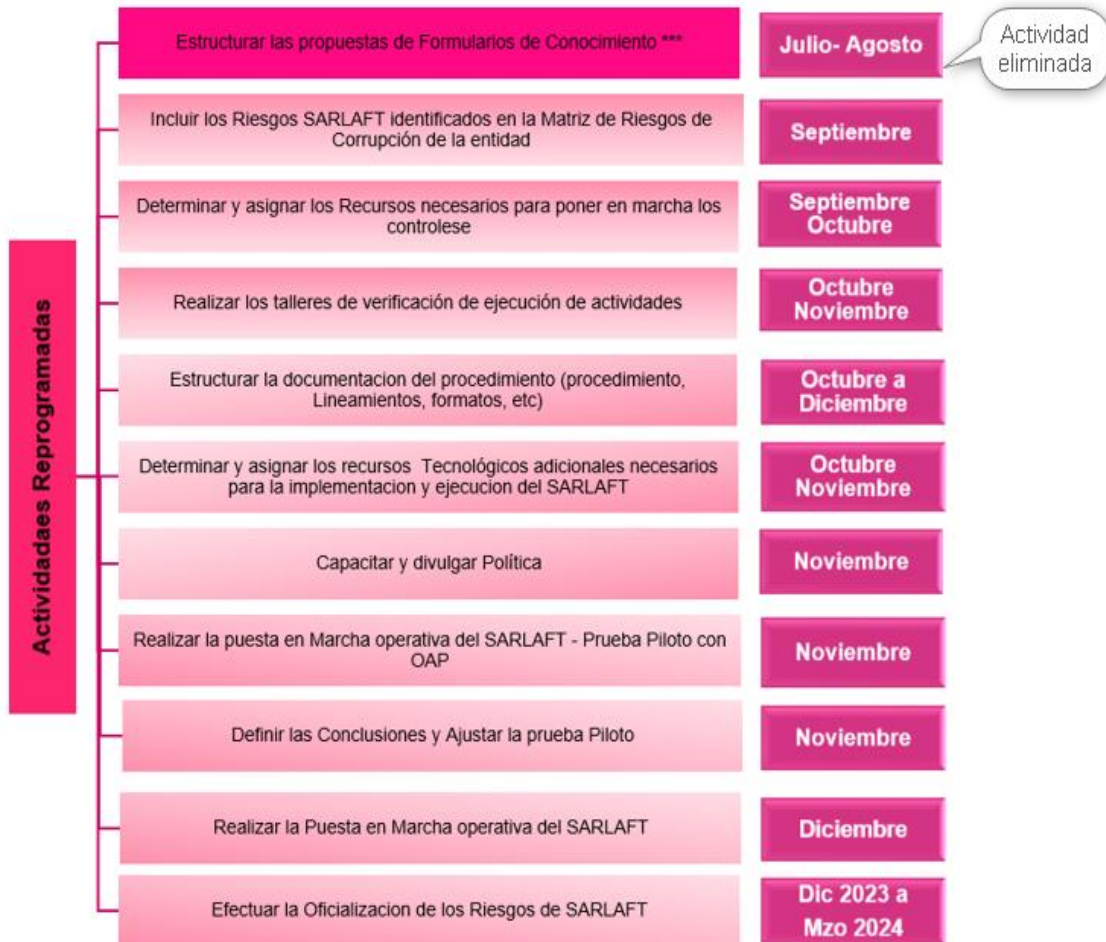 Estructurar las propuestas de Formularios de Conocimiento ***
Julio- Agosto
Actividad
eliminada
Incluir los Riesgos SARLAFT identificados en la Matriz de Riesgos de
Corrupción de la entidad
Septiembre
Determinar y asignar los Recursos necesarios para poner en marcha los
controlese
Septiembre
Octubre
Realizar los talleres de verificación de ejecución de actividades
Octubre
Noviembre
Estructurar la documentacion del procedimiento (procedimiento,
Lineamientos, formatos, etc)
Octubre a
Diciembre
Determinar y asignar los recursos Tecnológicos adicionales necesarios
para la implementacion y ejecucion del SARLAFT
Octubre
Noviembre
Capacitar y divulgar Política
Noviembre
Realizar la puesta en Marcha operativa del SARLAFT - Prueba Piloto con
OAP
Noviembre
Definir las Conclusiones y Ajustar la prueba Piloto
Noviembre
Realizar la Puesta en Marcha operativa del SARLAFT
Diciembre
Efectuar la Oficializacion de los Riesgos de SARLAFT
Dic 2023 a
Mzo 2024
Actividadaes Reprogramadas